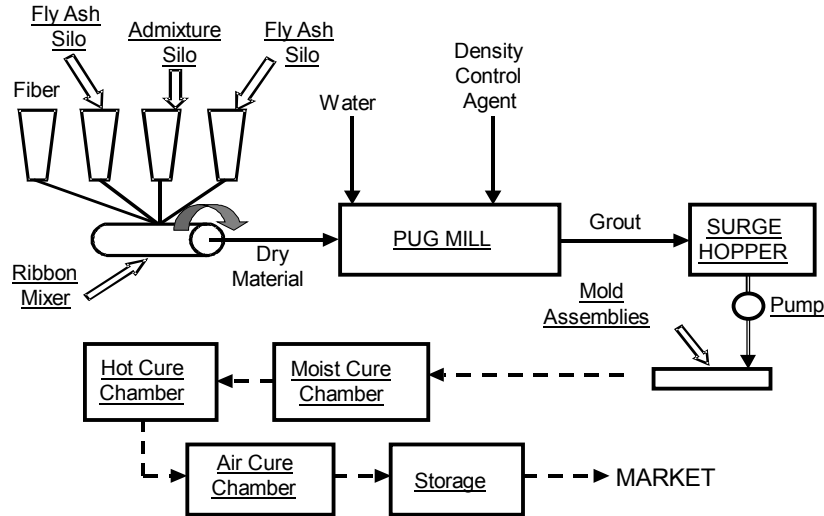 Fly Ash
Silo
Admixture
Silo
Fly Ash
Silo
Fiber
Water
Density
Control
Agent
PUG MILL
Grout
SURGE
HOPPER
Dry
Material
Ribbon
Mixer
Mold
Assemblies
Pump
Hot Cure
Chamber
Moist Cure
Chamber
Air Cure
Chamber
Storage
MARKET